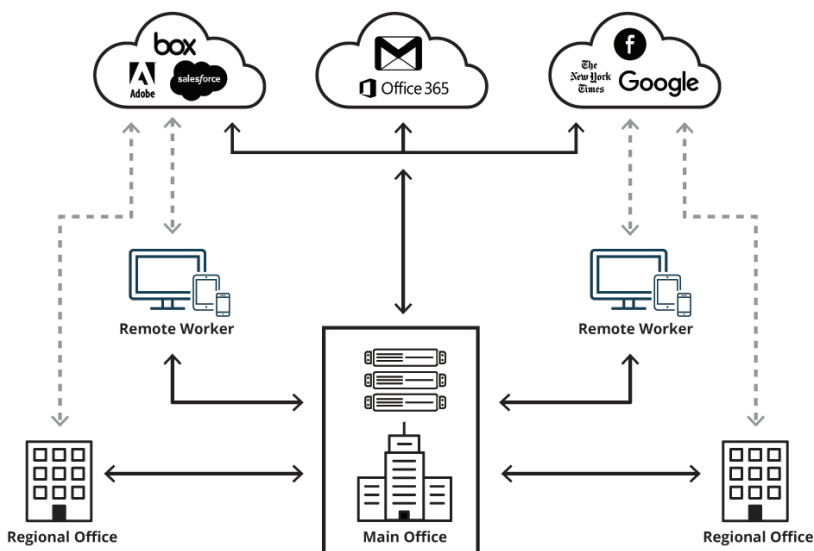 box
Adobe
salesforce
Office 365
f
The
New York
Times
Google
Remote Worker
Remote Worker
Regional Office
Main Office
Regional Office